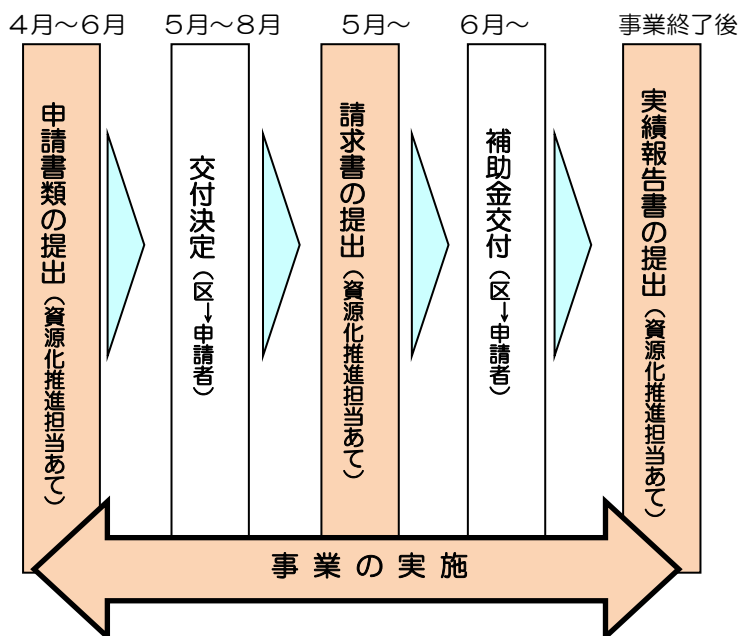 4月~6月
5月~8月
5月~
6月~
事業終了後
申請書類の提出(資源化推進担当あて)
交付決定(区→申請者)
請求書の提出(資源化推進担当あて)
補助金交付(区→申請者)
実績報告書の提出(資源化推進担当あて)
事業の実施